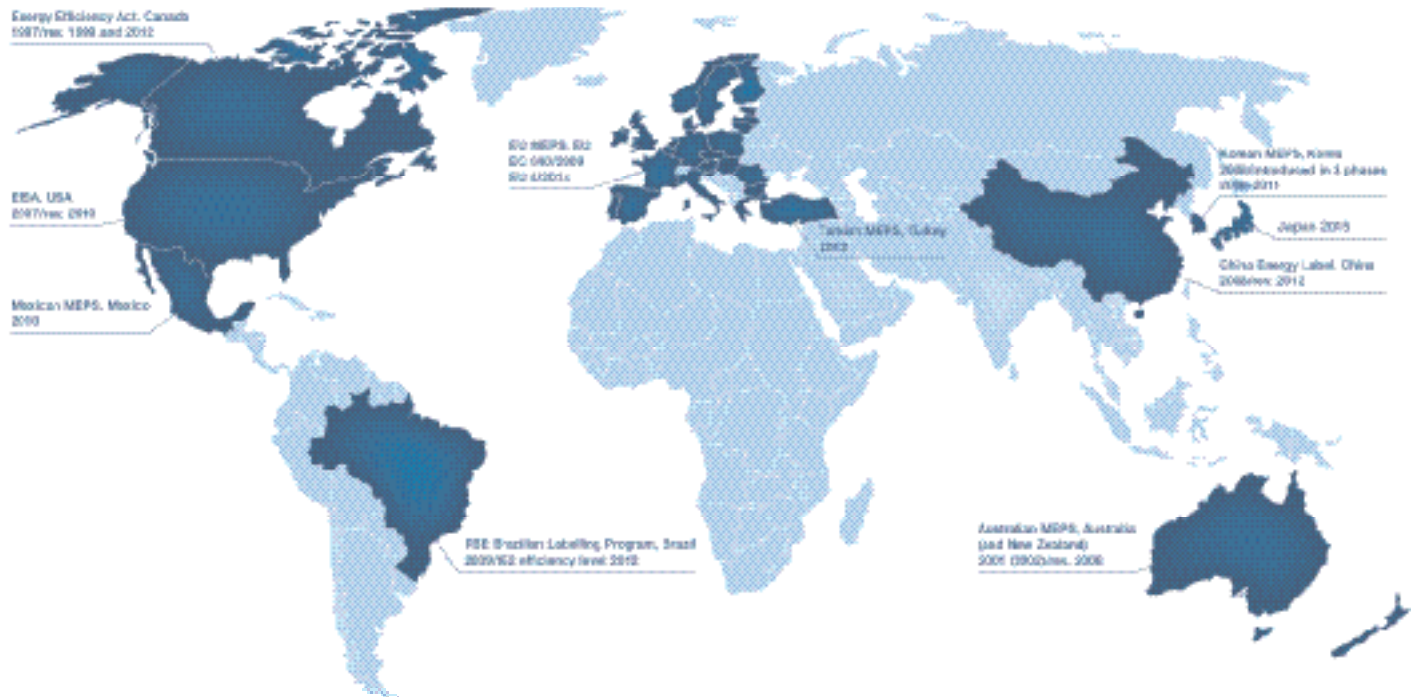 Energy Efficiency Act, Canada
1997/rev. 1999 and 2012
EISA, USA
2007/rev. 2010
Mexican MEPS, Mexico
2010
EU MEPS, EU
EC 640/2009
EU 4/2014
Turkish MEPS, Turkey
2012
Korean MEPS, Korea
2008/introduced in 3 phases
Japan 2015
China Energy Label, China
2008/rev. 2012
Brazilian Labelling Program, Brazil
2009/IE2 efficiency level 2012
Australian MEPS, Australia
(and New Zealand)
2001 (2002)/rev. 2006